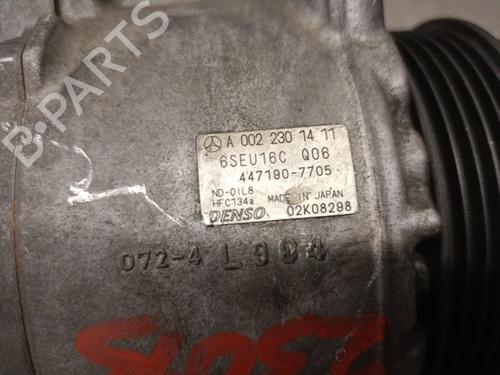 B-PARTS
A 002 230 14 11
6SEU16C Q06
447190-7705
ND-OIL8
HFC134a MADE IN JAPAN
DENSO 02K08298
072-4 L994